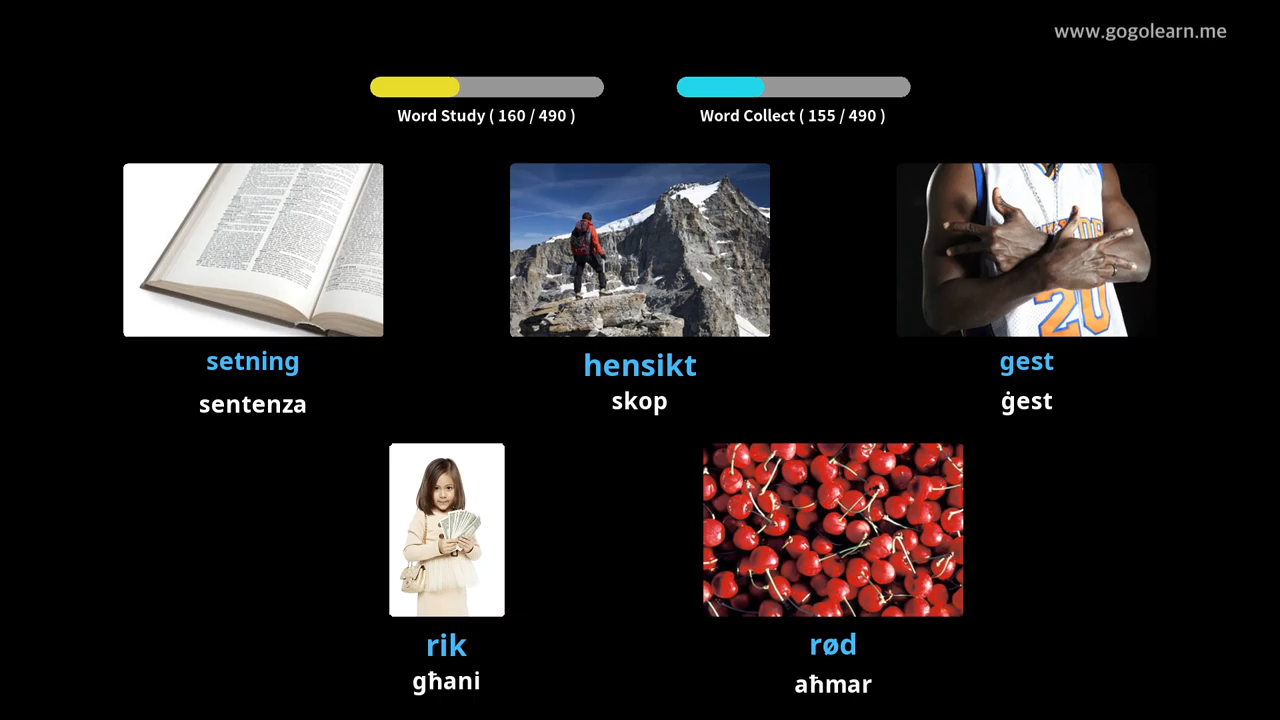 www.gogolearn.me
Word Study ( 160 / 490 )
Word Collect ( 155 / 490 )
setning
hensikt
gest
sentenza
skop
ġest
20
rik
rød
għani
aħmar